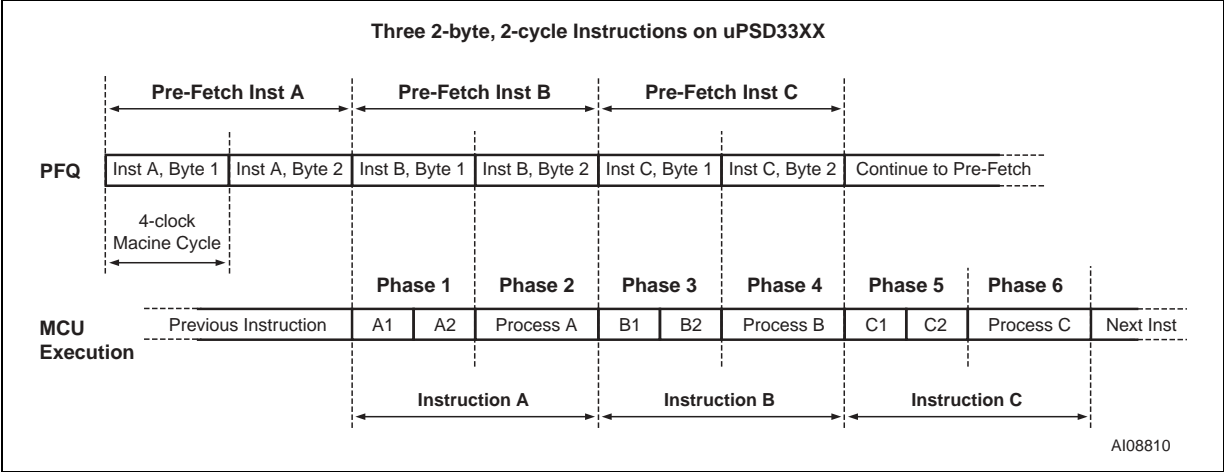 Three 2-byte, 2-cycle Instructions on uPSD33XX
Pre-Fetch Inst A
Pre-Fetch Inst B
Pre-Fetch Inst C
PFQ
Inst A, Byte 1
Inst A, Byte 2
Inst B, Byte 1
Inst B, Byte 2
Inst C, Byte 1
Inst C, Byte 2
Continue to Pre-Fetch
4-clock
Macine Cycle
Phase 1
Phase 2
Phase 3
Phase 4
Phase 5
Phase 6
MCU
Execution
Previous Instruction
A1
A2
Process A
B1
B2
Process B
C1
C2
Process C
Next Inst
Instruction A
Instruction B
Instruction C
AI08810